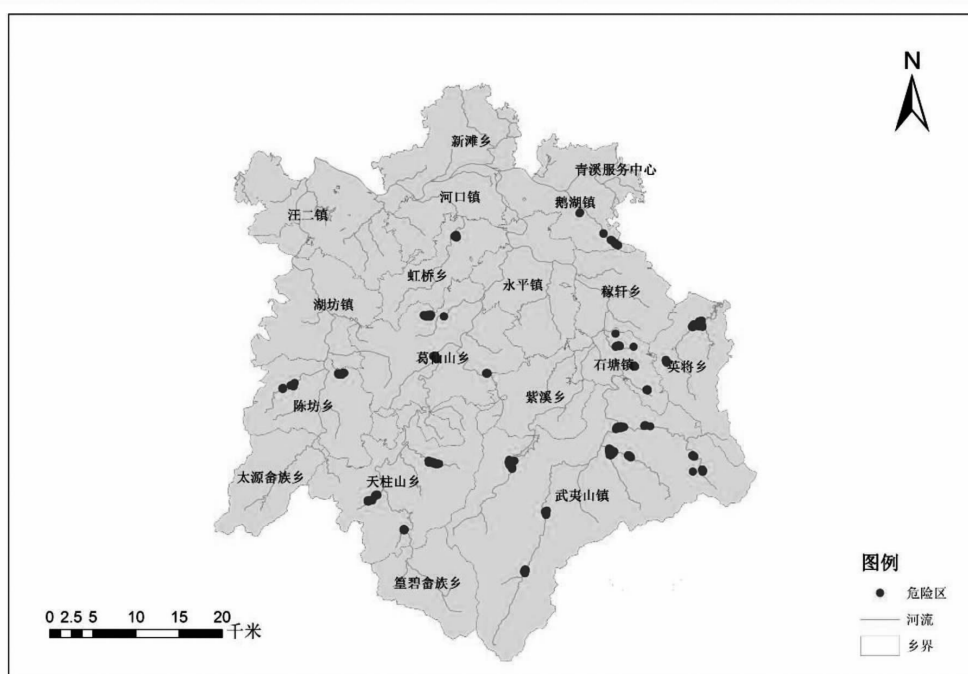 N
新滩乡
青溪服务中心
河口镇
鹅湖镇
汪二镇
虹桥乡
永平镇
稼轩乡
湖坊镇
葛仙山乡
石塘镇
英将乡
紫溪乡
陈坊乡
太源畲族乡
天柱山乡
武夷山镇
篁碧畲族乡
图例
危险区
河流
乡界
0 2.5 5 10 15 20
千米